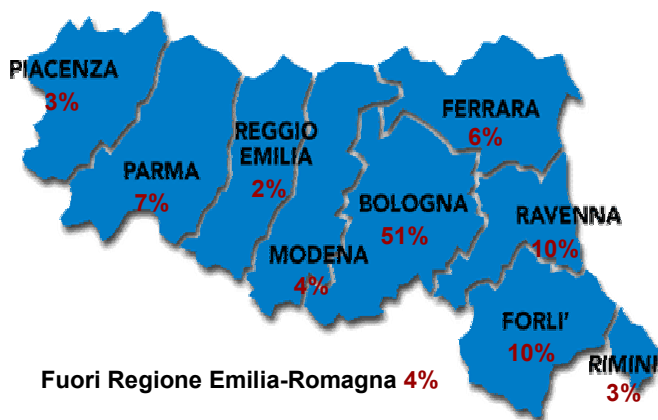 PIACENZA
3%
PARMA
7%
REGGIO
EMILIA
2%
MODENA
4%
BOLOGNA
51%
FERRARA
6%
RAVENNA
10%
FORLI'
10%
RIMINI
3%
Fuori Regione Emilia-Romagna 4%